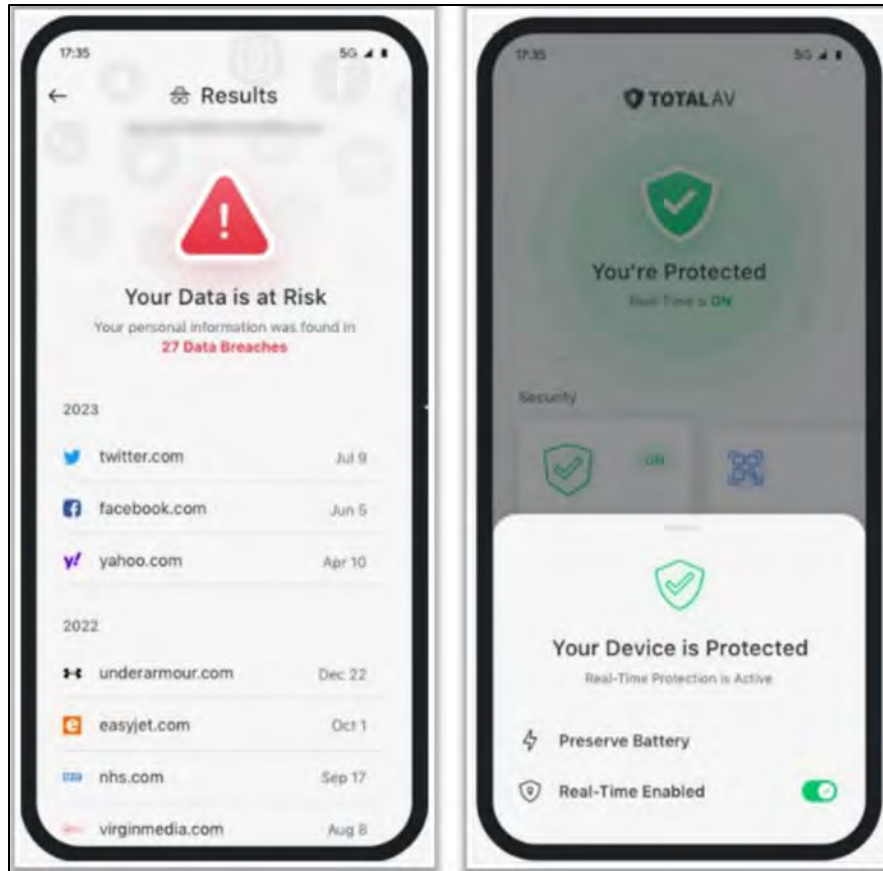 17:35
5G
Results
Your Data is at Risk
Your personal information was found in
27 Data Breaches
2023
twitter.com
Jul 9
facebook.com
Jun 5
y!
yahoo.com
Apr 10
2022
underarmour.com
Dec 22
e
easyjet.com
Oct 1
nhs.com
Sep 17
virginmedia.com
Aug 8
17:35
5G
TOTALAV
You're Protected
Real-Time is ON
Security
ON
Your Device is Protected
Real-Time Protection is Active
Preserve Battery
Real-Time Enabled